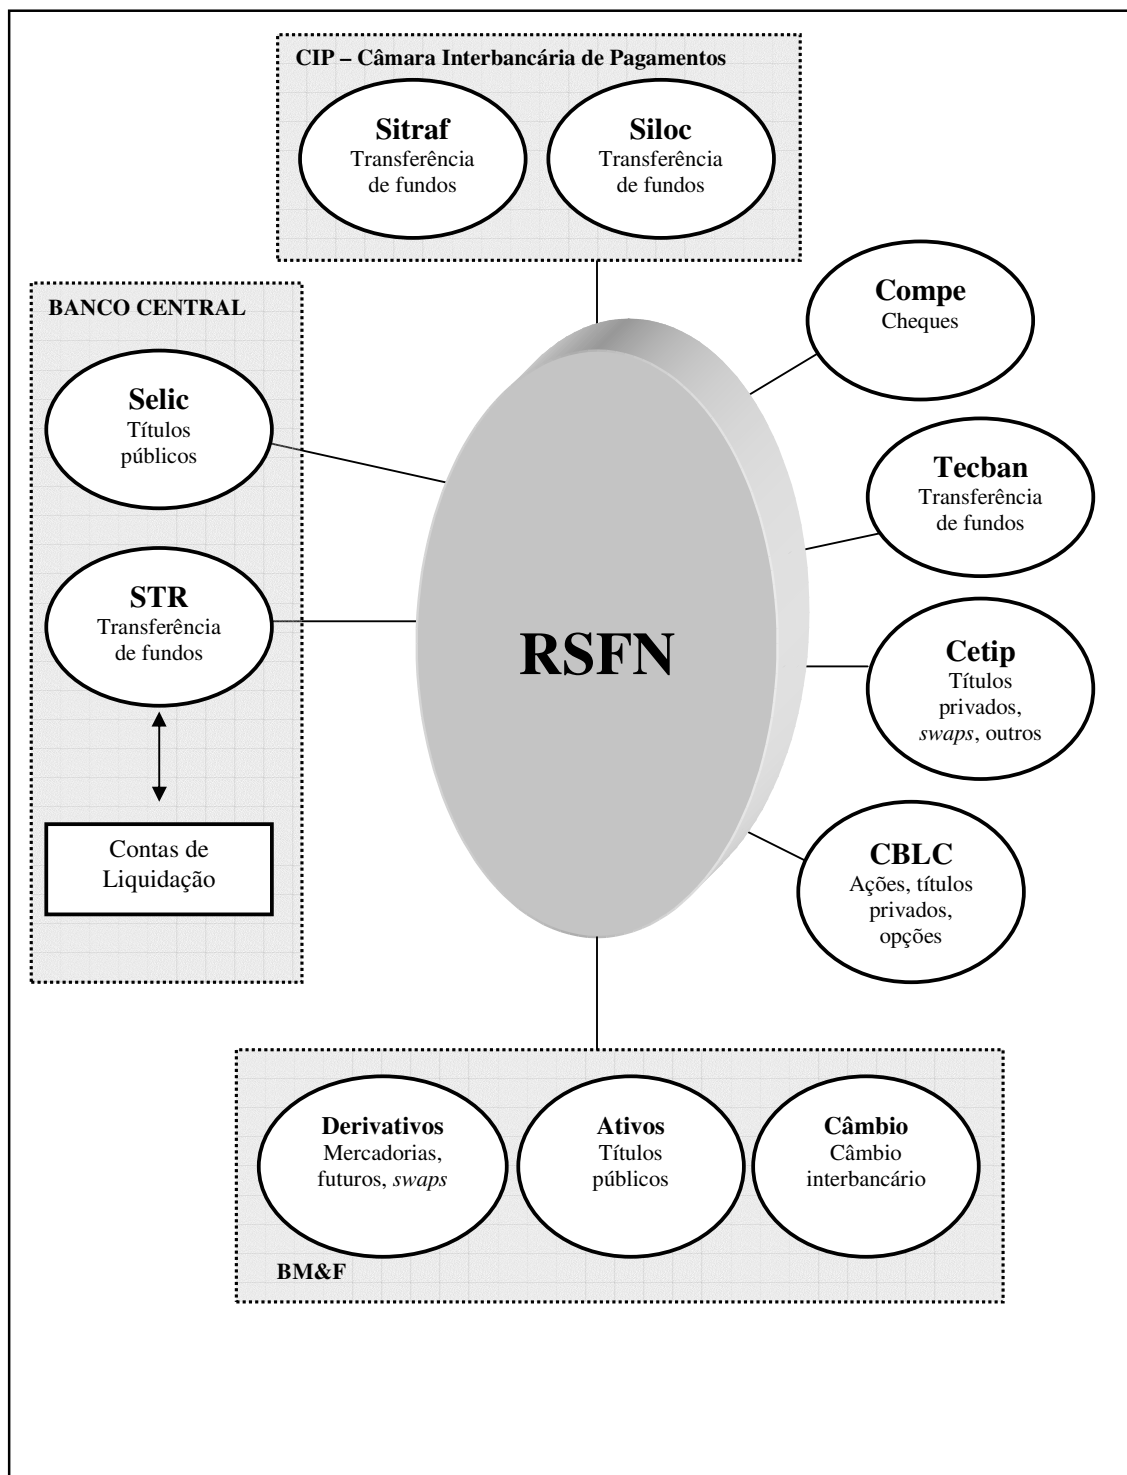 CIP – Câmara Interbancária de Pagamentos
Sitraf
Transferência
de fundos
Siloc
Transferência
de fundos
Compe
Cheques
BANCO CENTRAL
Selic
Títulos
públicos
Tecban
Transferência
de fundos
STR
Transferência
de fundos
RSFN
Cetip
Títulos
privados,
swaps, outros
Contas de
Liquidação
CBLC
Ações, títulos
privados,
opções
Derivativos
Mercadorias,
futuros, swaps
Ativos
Títulos
públicos
Câmbio
Câmbio
interbancário
BM&F